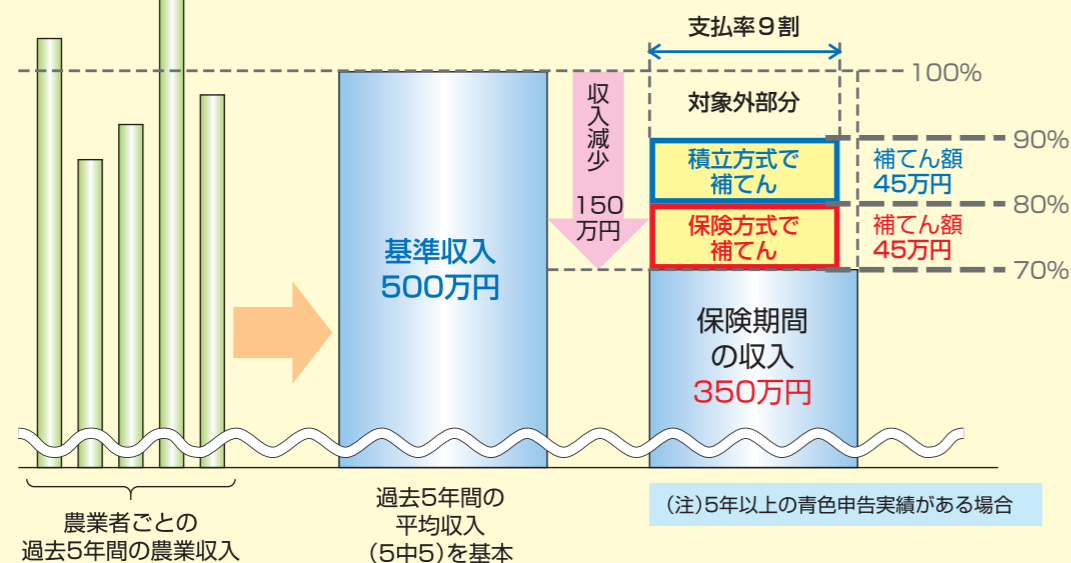 支払率9割
100%
収入減少
150
万円
対象外部分
90%
積立方式で
補てん
補てん額
45万円
80%
保険方式で
補てん
補てん額
45万円
70%
基準収入
500万円
保険期間
の収入
350万円
農業者ごとの
過去5年間の農業収入
過去5年間の
平均収入
(5中5)を基本
(注)5年以上の青色申告実績がある場合